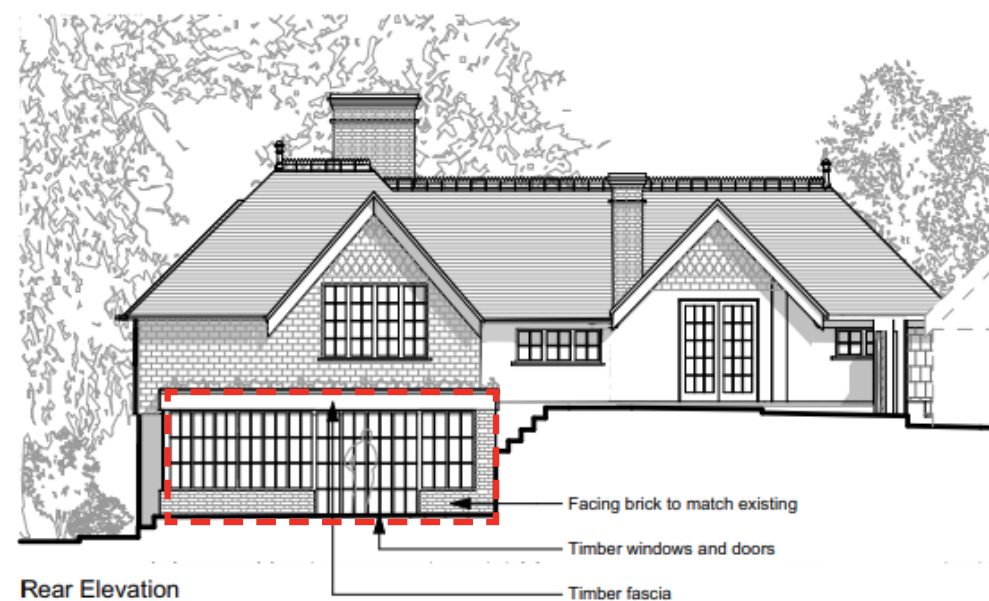 Facing brick to match existing
Timber windows and doors
Rear Elevation
Timber fascia